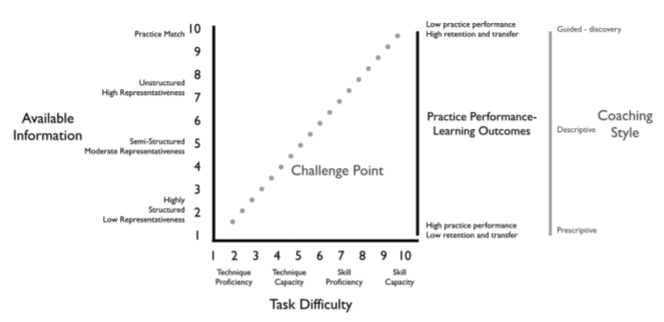 Practice Match
10
9
8
Unstructured
High Representativeness
7
6
Available
Information
5
Semi-Structured
Moderate Representativeness
4
3
Highly
Structured
Low Representativeness
2
1
Challenge Point
1 2 3 4 5 6 7 8 9 10
Technique
Proficiency
Technique
Capacity
Skill
Proficiency
Skill
Capacity
Task Difficulty
Low practice performance
High retention and transfer
Practice Performance-
Learning Outcomes
High practice performance
Low retention and transfer
Guided - discovery
Descriptive
Prescriptive
Coaching
Style